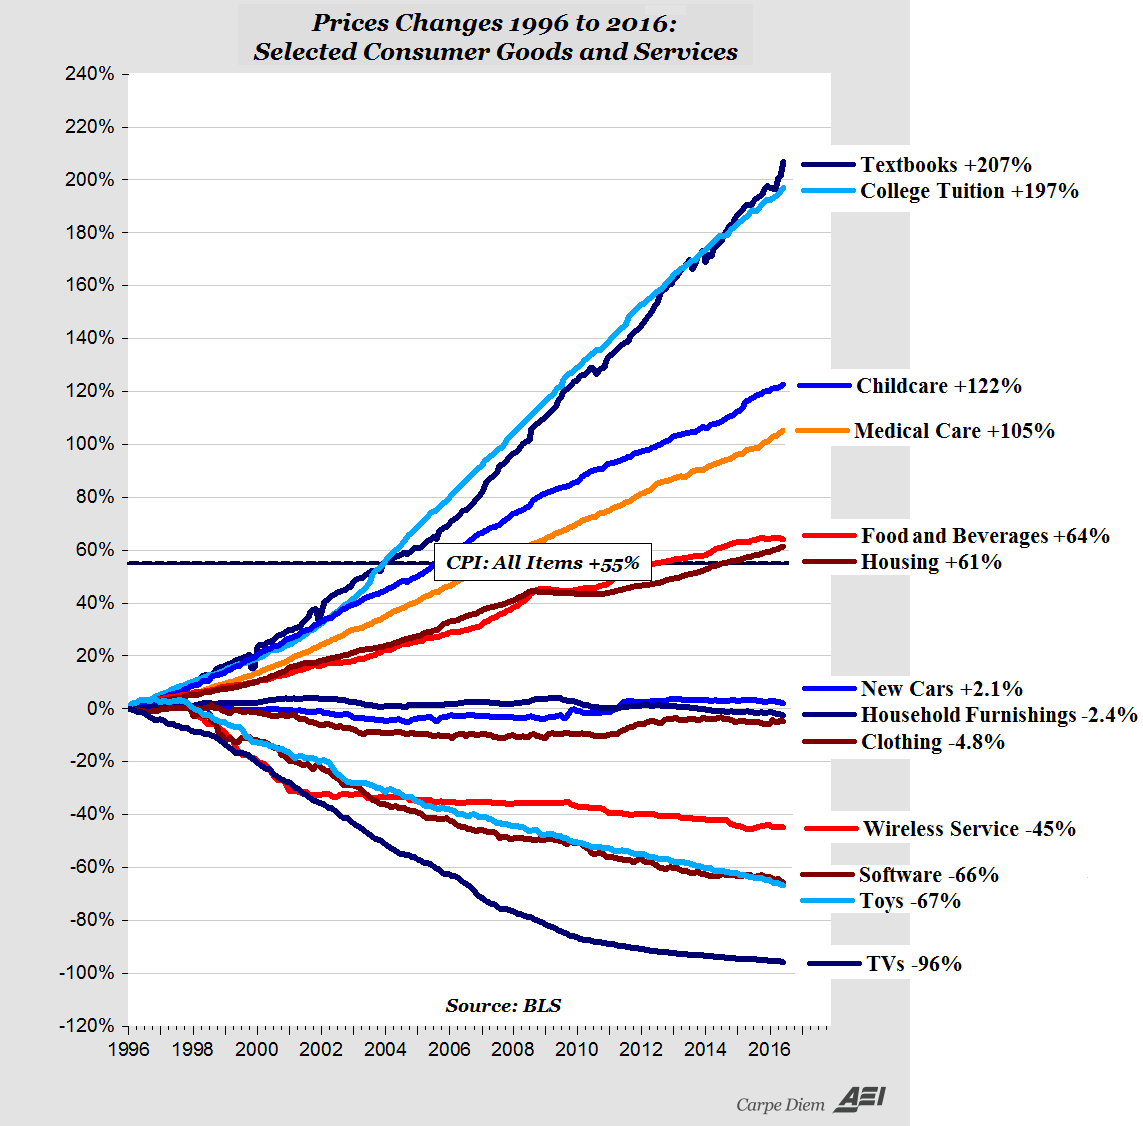 Prices Changes 1996 to 2016:
Selected Consumer Goods and Services
240%
220%
200%
180%
160%
140%
120%
100%
80%
60%
40%
20%
0%
-20%
-40%
-60%
-80%
-100%
-120%
Textbooks +207%
College Tuition +197%
Childcare +122%
Medical Care +105%
CPI: All Items +55%
Food and Beverages +64%
Housing +61%
New Cars +2.1%
Household Furnishings -2.4%
Clothing -4.8%
Wireless Service -45%
Software -66%
Toys -67%
TVs -96%
Source: BLS
1996 1998 2000 2002 2004 2006 2008 2010 2012 2014 2016
Carpe Diem AEI